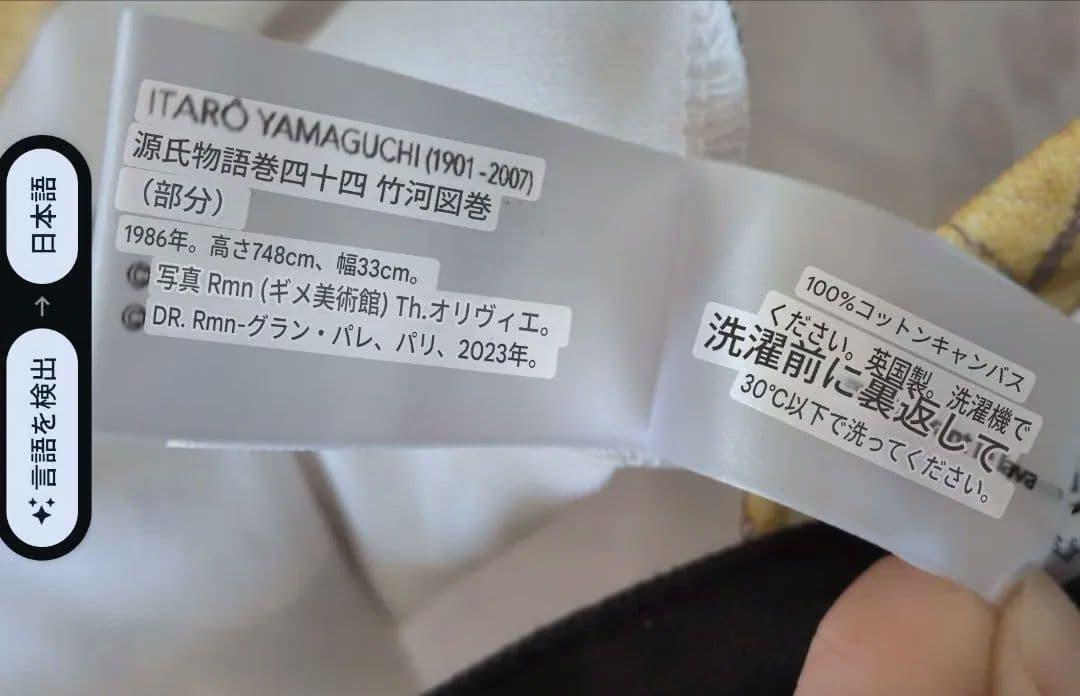 ITARÔ YAMAGUCHI (1901-2007)
源氏物語巻四十四 竹河図巻
（部分）
1986年。高さ748cm、幅33cm。
© 写真 Rmn (ギメ美術館) Th.オリヴィエ。
© DR. Rmn-グラン・パレ、パリ、2023年。
100%コットンキャンバス
ください。英国製。洗濯機で
洗濯前に裏返して
30℃以下で洗ってください。
日本語
言語を検出